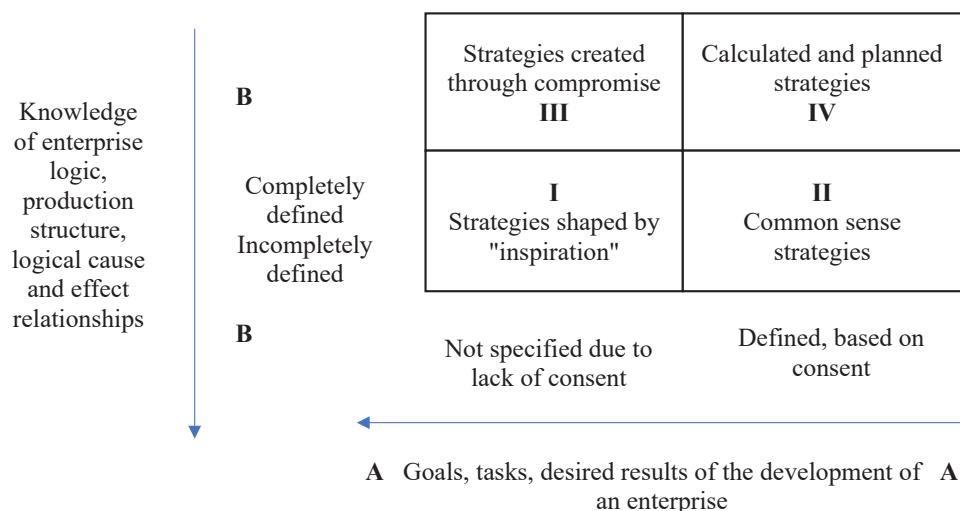 Knowledge
of enterprise
logic,
production
structure,
logical cause
and effect
relationships
B
Completely
defined
Incompletely
defined
B
Strategies created
through compromise
III
Calculated and planned
strategies
IV
I
Strategies shaped by
"inspiration"
II
Common sense
strategies
Not specified due to
lack of consent
Defined, based on
consent
A Goals, tasks, desired results of the development of A
an enterprise